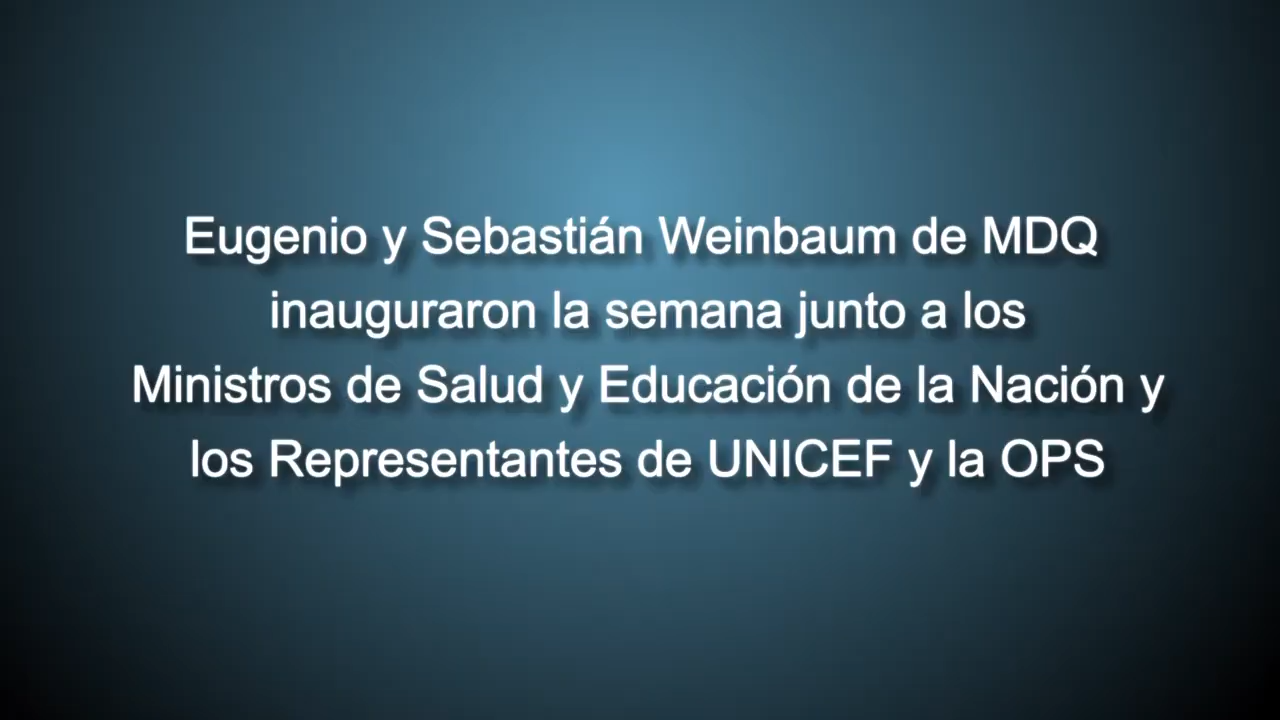 Eugenio y Sebastián Weinbaum de MDQ
inauguraron la semana junto a los
Ministros de Salud y Educación de la Nación y
los Representantes de UNICEF y la OPS